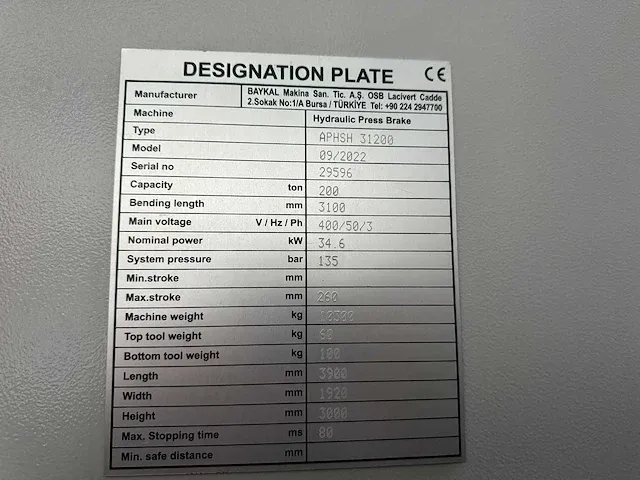 DESIGNATION PLATE CE
Manufacturer BAYKAL Makina San. Tic. A.Ş. OSB Lacivert Cadde
2.Sokak No:1/A Bursa / TÜRKİYE Tel: +90 224 2947700
Machine Hydraulic Press Brake
Type APHSH 31200
Model 09/2022
Serial no 29596
Capacity ton 200
Bending length mm 3100
Main voltage V / Hz / Ph 400/50/3
Nominal power kW 34.6
System pressure bar 135
Min.stroke mm
Max.stroke mm 260
Machine weight kg 10300
Top tool weight kg
Bottom tool weight kg 100
Length mm 3900
Width mm 1920
Height mm 3000
Max. Stopping time ms 80
Min. safe distance mm